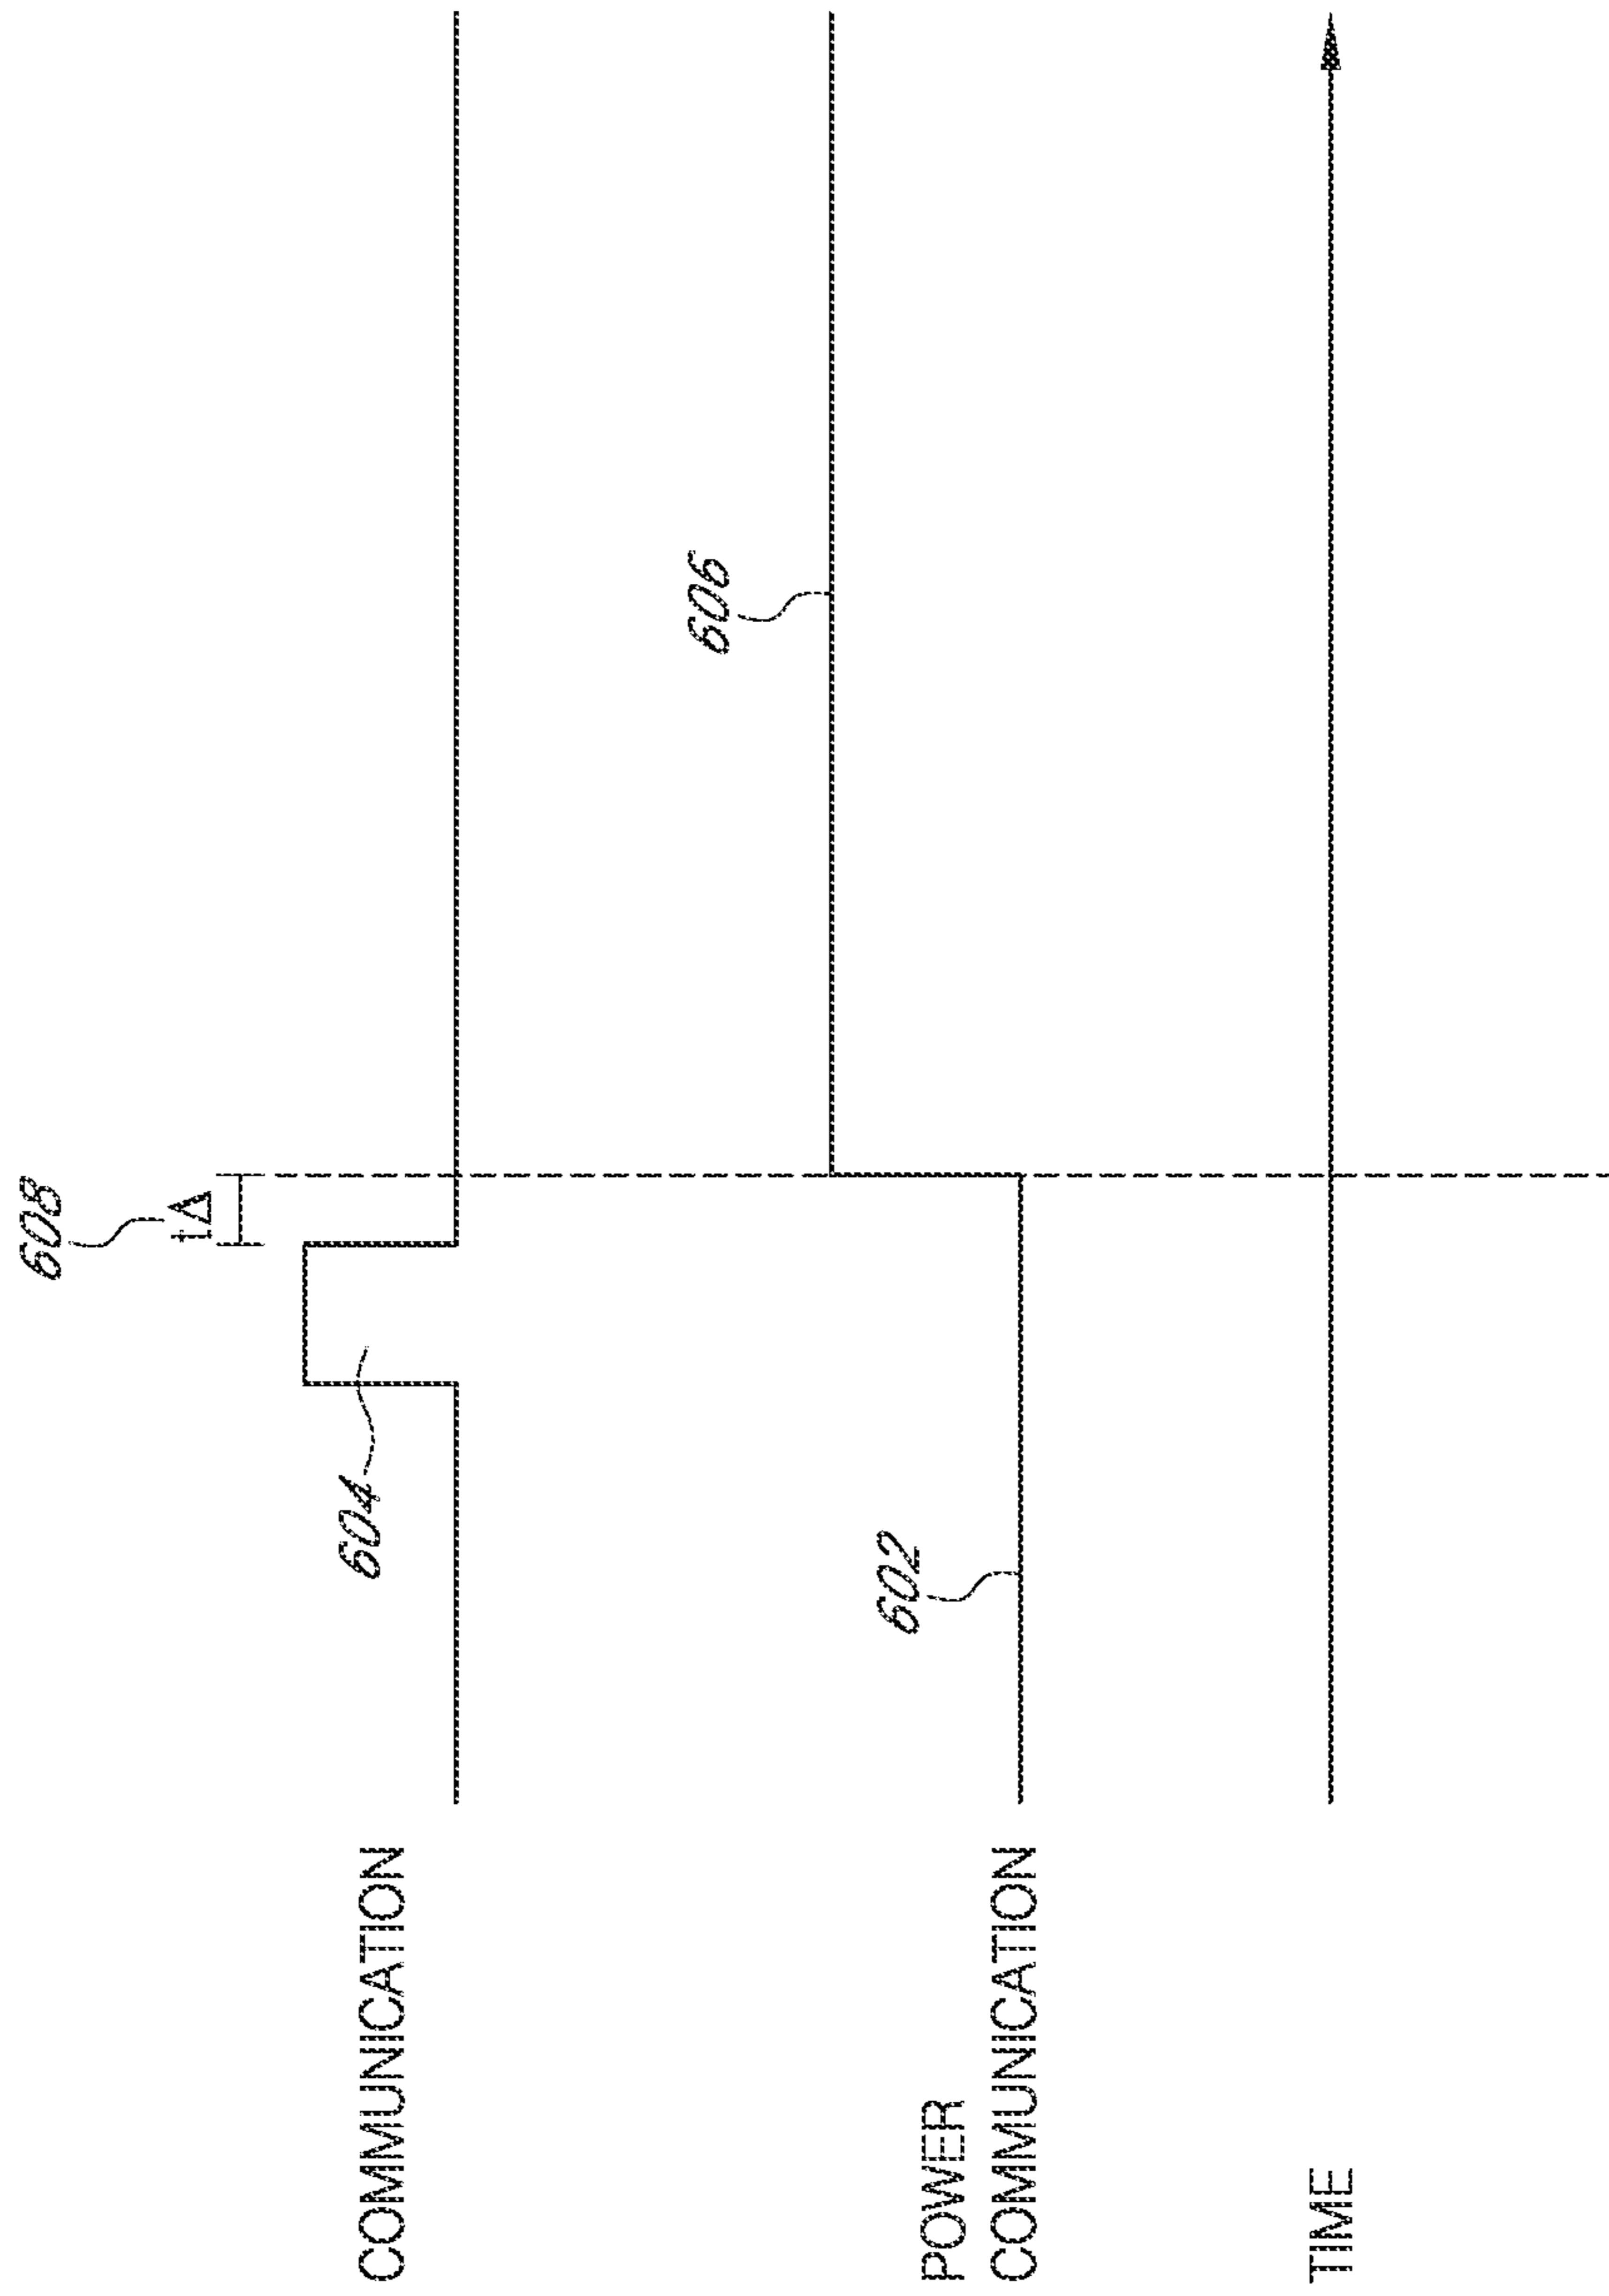 608
tΔ
604
COMMUNICATION
606
602
POWER
COMMUNICATION
TIME